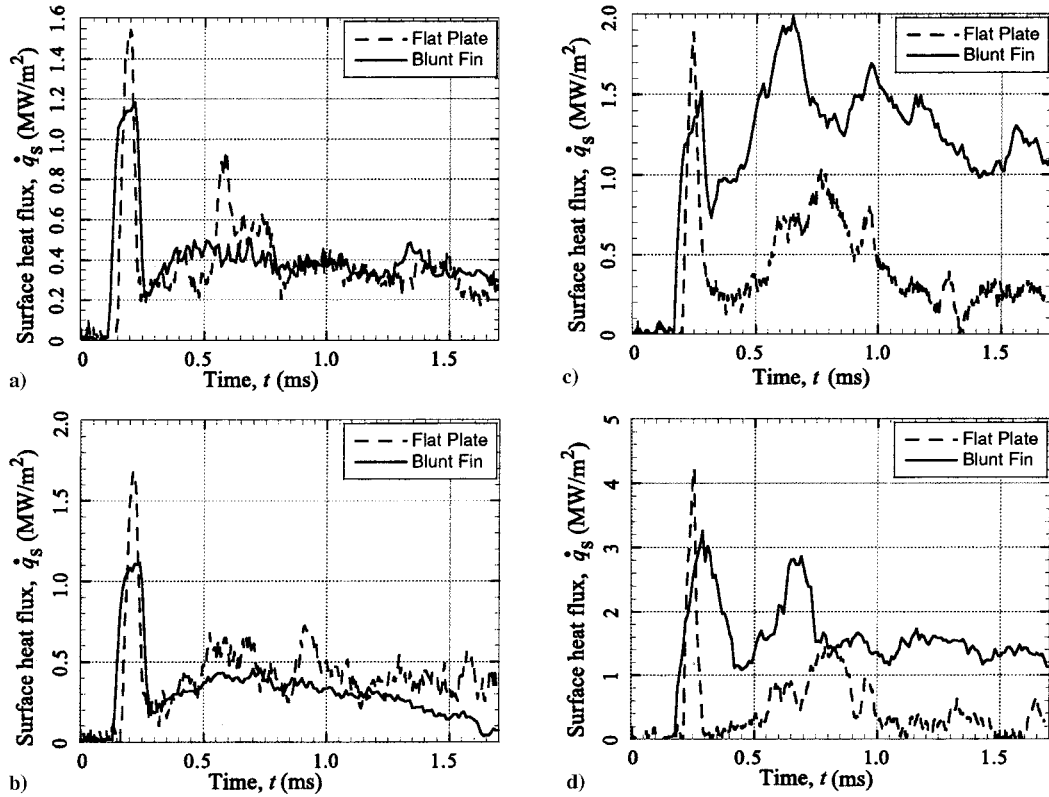 Surface heat flux, q̇s (MW/m²)
1.6
1.4
1.2
1.0
0.8
0.6
0.4
0.2
0
Flat Plate
Blunt Fin
0
0.5
1.0
1.5
Time, t (ms)
a)
Surface heat flux, q̇s (MW/m²)
2.0
1.5
1.0
0.5
0
Flat Plate
Blunt Fin
0
0.5
1.0
1.5
Time, t (ms)
b)
Surface heat flux, q̇s (MW/m²)
2.0
1.5
1.0
0.5
0
Flat Plate
Blunt Fin
0
0.5
1.0
1.5
Time, t (ms)
c)
Surface heat flux, q̇s (MW/m²)
5
4
3
2
1
0
Flat Plate
Blunt Fin
0
0.5
1.0
1.5
Time, t (ms)
d)